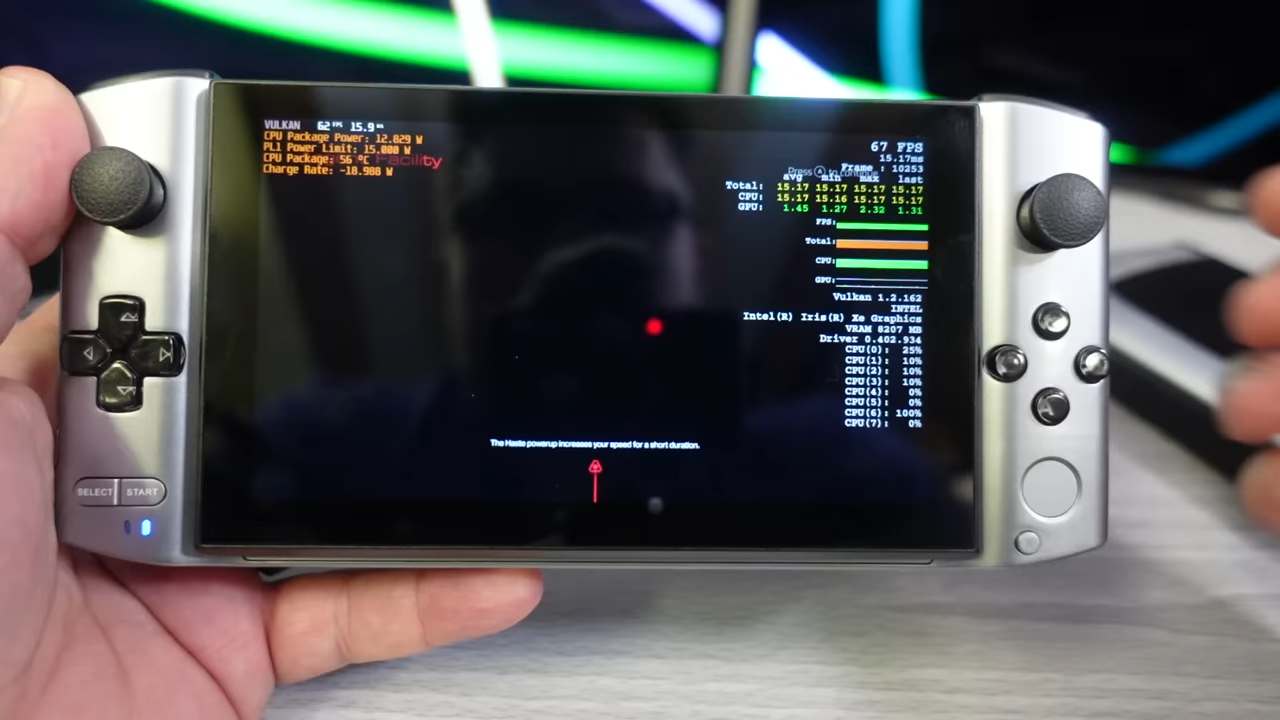 VULKAN 62 FPS 15.9 ms
CPU Package Power: 12.829 W
PL1 Power Limit: 15.000 W
CPU Package: 56 °C Facility
Charge Rate: -18.988 W
67 FPS
15.17ms
Frame : 10253
Press A to continue
avg min max last
Total: 15.17 15.17 15.17 15.17
CPU: 15.17 15.16 15.17 15.17
GPU: 1.45 1.27 2.32 1.31
FPS:
Total:
CPU:
GPU:
Vulkan 1.2.162
INTEL
Intel(R) Iris(R) Xe Graphics
VRAM 8207 MB
Driver 0.402.934
CPU(0): 25%
CPU(1): 10%
CPU(2): 10%
CPU(3): 10%
CPU(4): 0%
CPU(5): 0%
CPU(6): 100%
CPU(7): 0%
The Haste powerup increases your speed for a short duration.
SELECT START
A